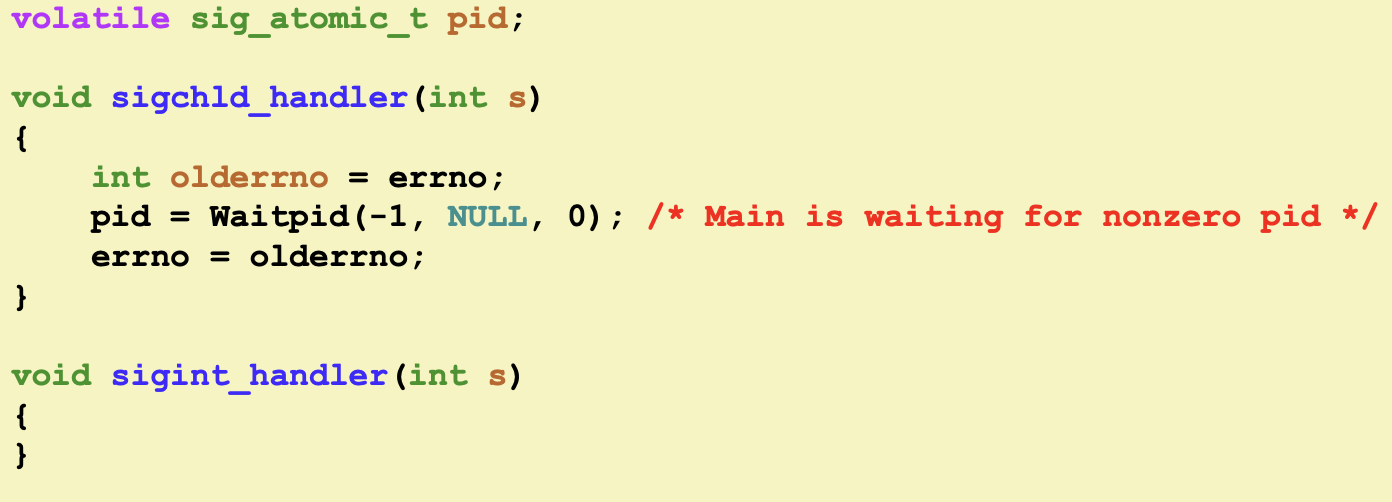 volatile sig_atomic_t pid;
void sigchld_handler(int s)
{
int olderrno = errno;
pid = Waitpid(-1, NULL, 0); /* Main is waiting for nonzero pid */
errno = olderrno;
}
void sigint_handler(int s)
{
}